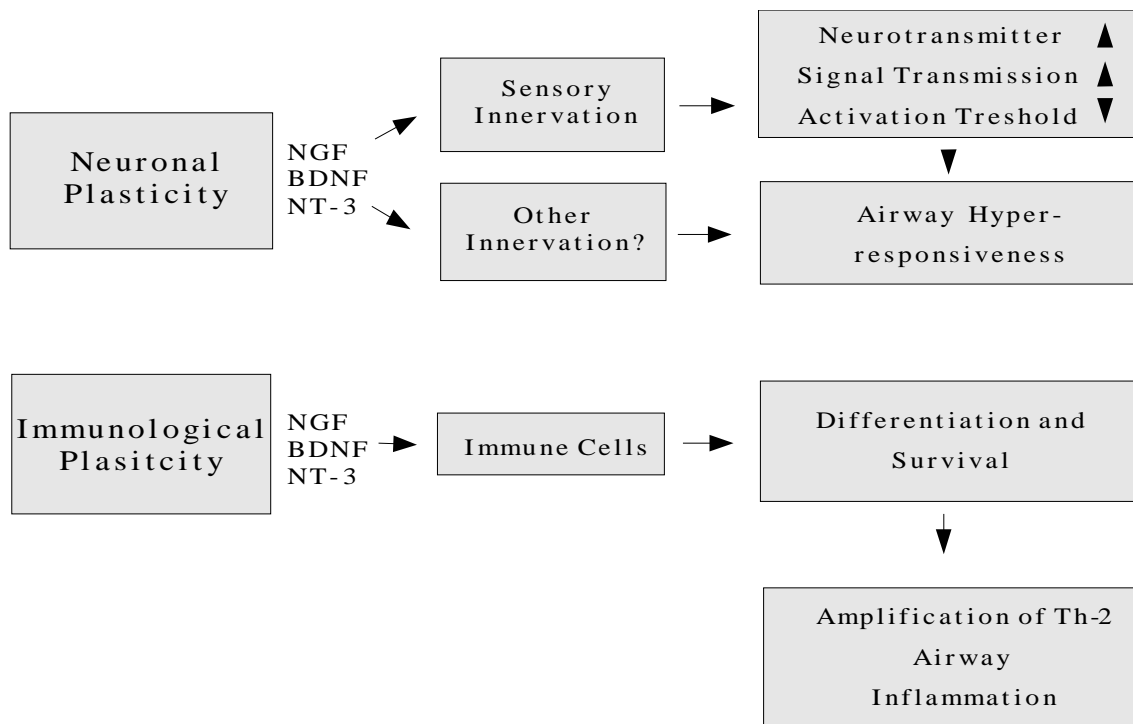 Neuronal
Plasticity
NGF
BDNF
NT-3
Sensory
Innervation
Neurotransmitter ▲
Signal Transmission ▲
Activation Treshold ▼
Other
Innervation?
Airway Hyper-
responsiveness
Immunological
Plasitcity
NGF
BDNF
NT-3
Immune Cells
Differentiation and
Survival
Amplification of Th-2
Airway
Inflammation